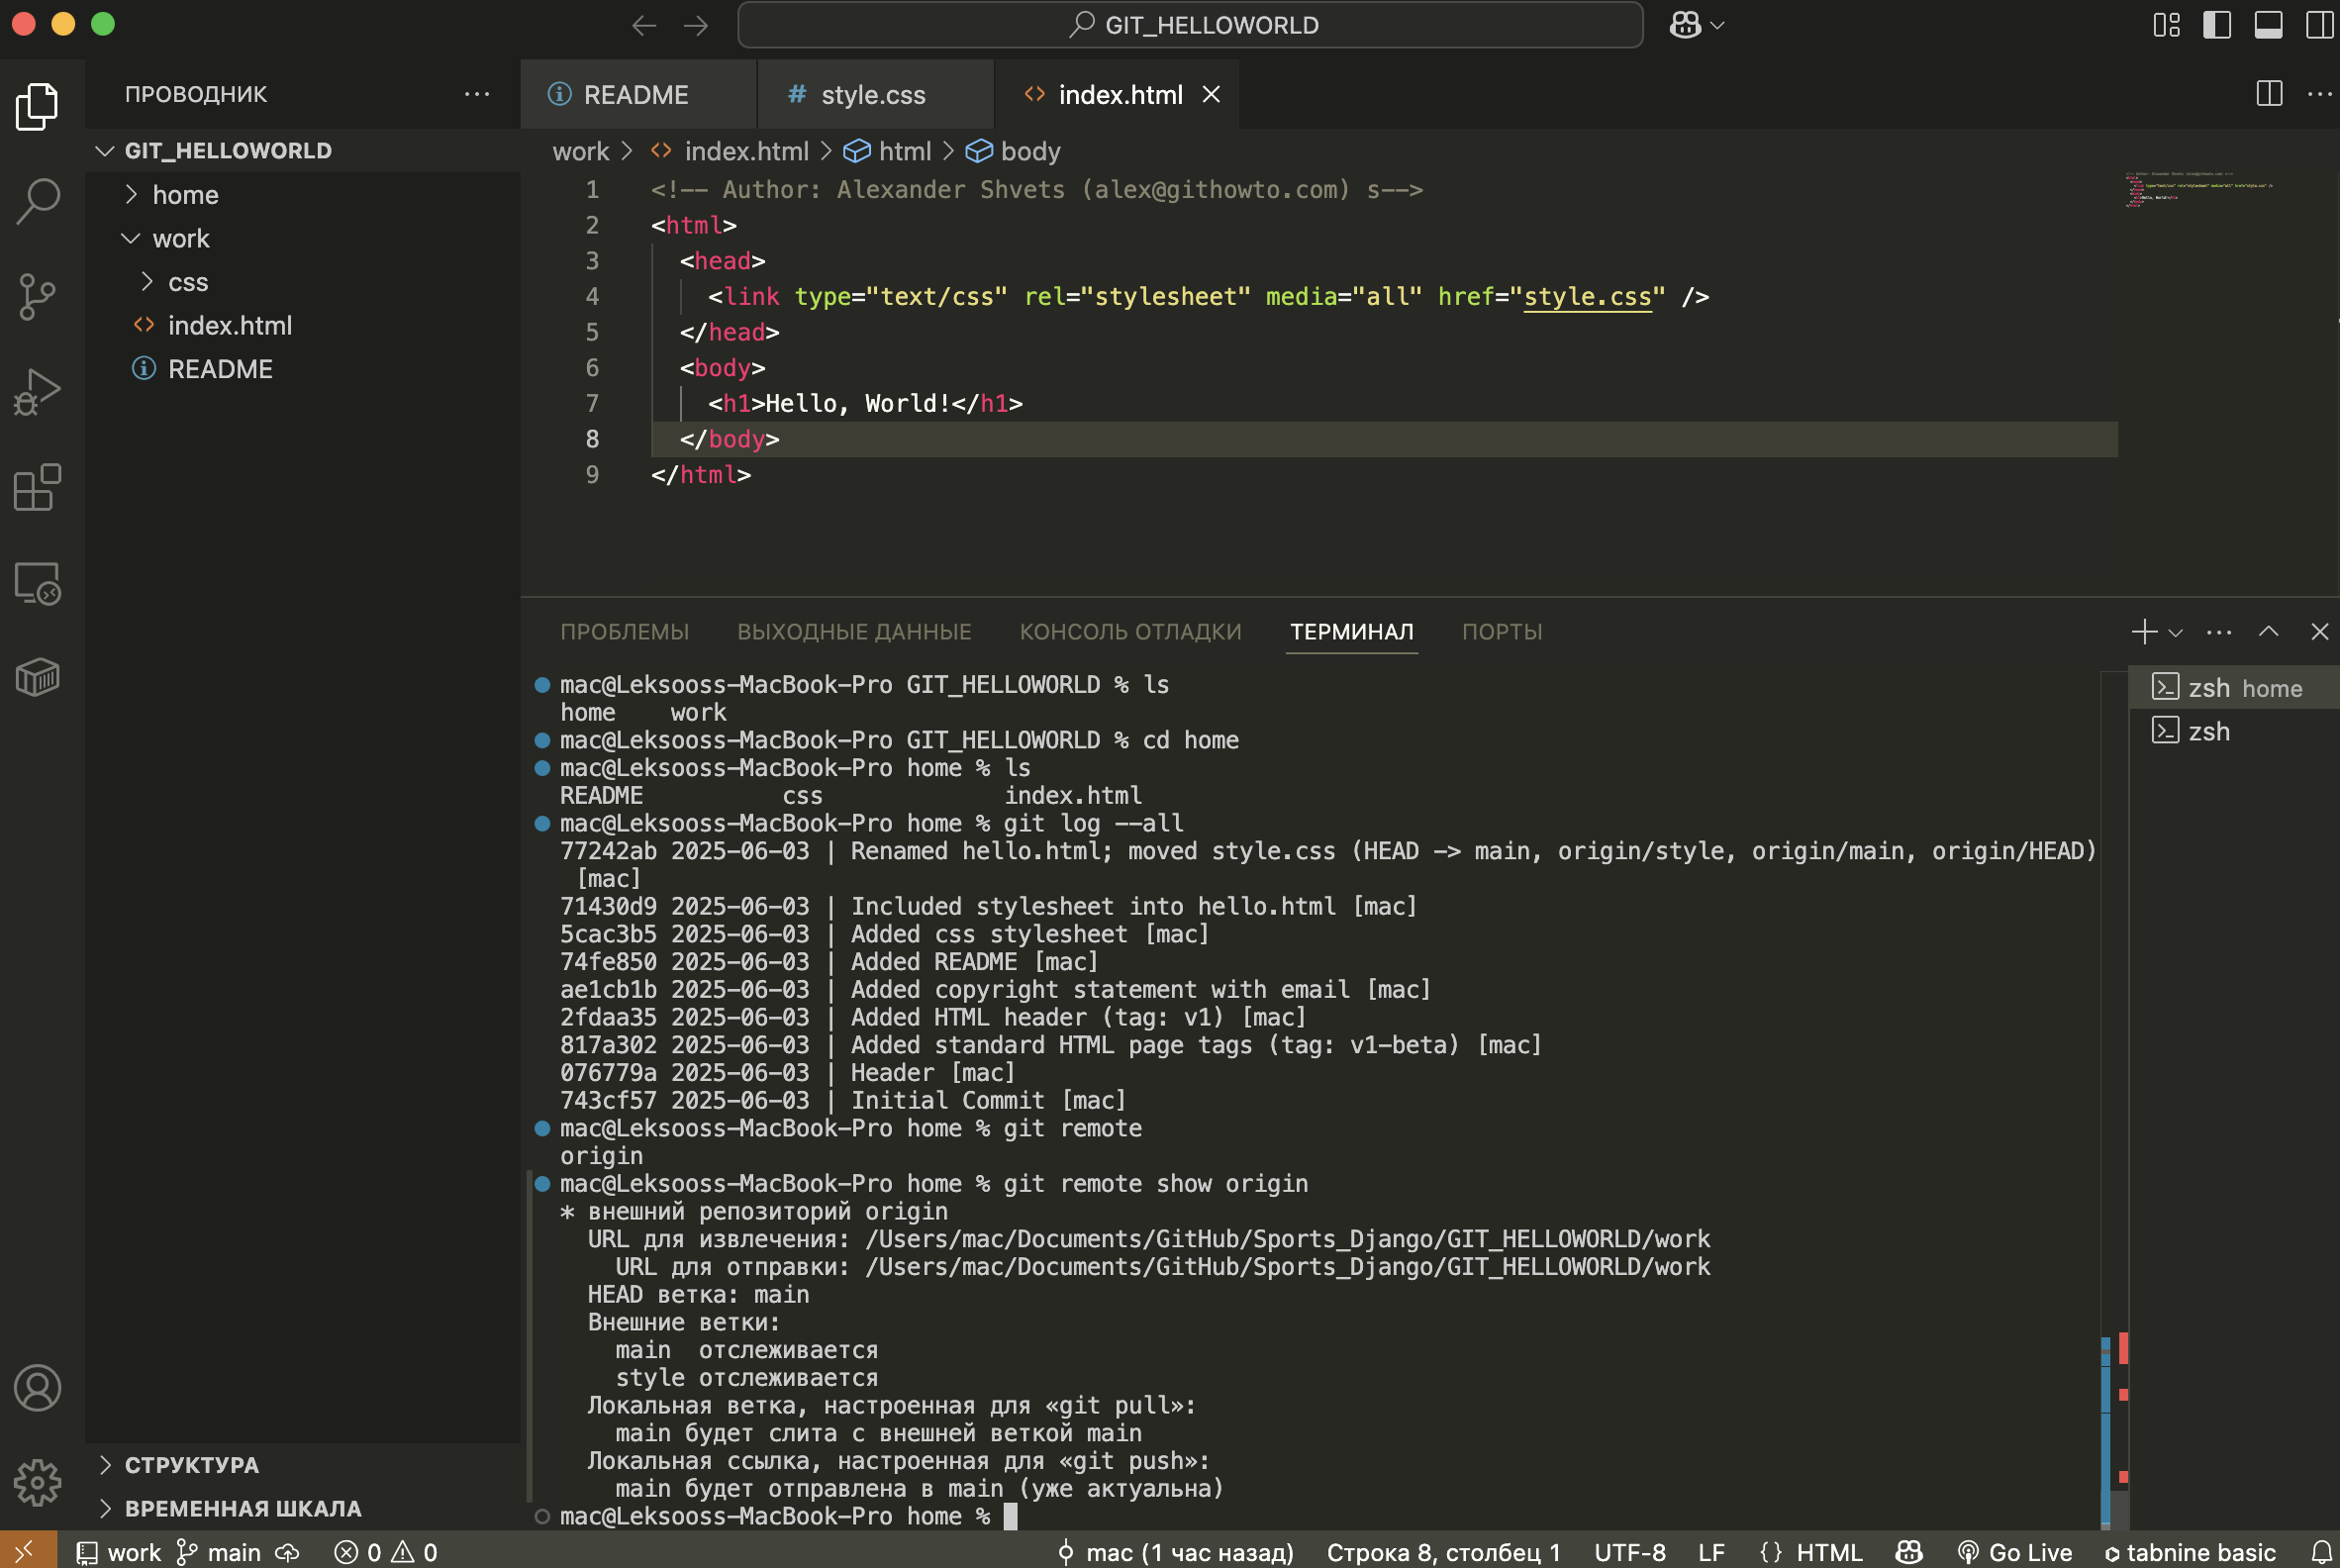 GIT_HELLOWORLD
ПРОВОДНИК
README
style.css
index.html
GIT_HELLOWORLD
home
work
css
index.html
README
work > index.html > html > body
1 <!-- Author: Alexander Shvets (alex@githowto.com) s-->
2 <html>
3 <head>
4 <link type="text/css" rel="stylesheet" media="all" href="style.css" />
5 </head>
6 <body>
7 <h1>Hello, World!</h1>
8 </body>
9 </html>
ПРОБЛЕМЫ ВЫХОДНЫЕ ДАННЫЕ КОНСОЛЬ ОТЛАДКИ ТЕРМИНАЛ ПОРТЫ
zsh home
zsh
mac@Leksooss-MacBook-Pro GIT_HELLOWORLD % ls
home work
mac@Leksooss-MacBook-Pro GIT_HELLOWORLD % cd home
mac@Leksooss-MacBook-Pro home % ls
README css index.html
mac@Leksooss-MacBook-Pro home % git log --all
77242ab 2025-06-03 | Renamed hello.html; moved style.css (HEAD -> main, origin/style, origin/main, origin/HEAD)
[mac]
71430d9 2025-06-03 | Included stylesheet into hello.html [mac]
5cac3b5 2025-06-03 | Added css stylesheet [mac]
74fe850 2025-06-03 | Added README [mac]
ae1cb1b 2025-06-03 | Added copyright statement with email [mac]
2fdaa35 2025-06-03 | Added HTML header (tag: v1) [mac]
817a302 2025-06-03 | Added standard HTML page tags (tag: v1-beta) [mac]
076779a 2025-06-03 | Header [mac]
743cf57 2025-06-03 | Initial Commit [mac]
mac@Leksooss-MacBook-Pro home % git remote
origin
mac@Leksooss-MacBook-Pro home % git remote show origin
* внешний репозиторий origin
URL для извлечения: /Users/mac/Documents/GitHub/Sports_Django/GIT_HELLOWORLD/work
URL для отправки: /Users/mac/Documents/GitHub/Sports_Django/GIT_HELLOWORLD/work
HEAD ветка: main
Внешние ветки:
main отслеживается
style отслеживается
Локальная ветка, настроенная для «git pull»:
main будет слита с внешней веткой main
Локальная ссылка, настроенная для «git push»:
main будет отправлена в main (уже актуальна)
mac@Leksooss-MacBook-Pro home %
СТРУКТУРА
ВРЕМЕННАЯ ШКАЛА
work main 0 0 mac (1 час назад) Строка 8, столбец 1 UTF-8 LF {} HTML Go Live tabnine basic